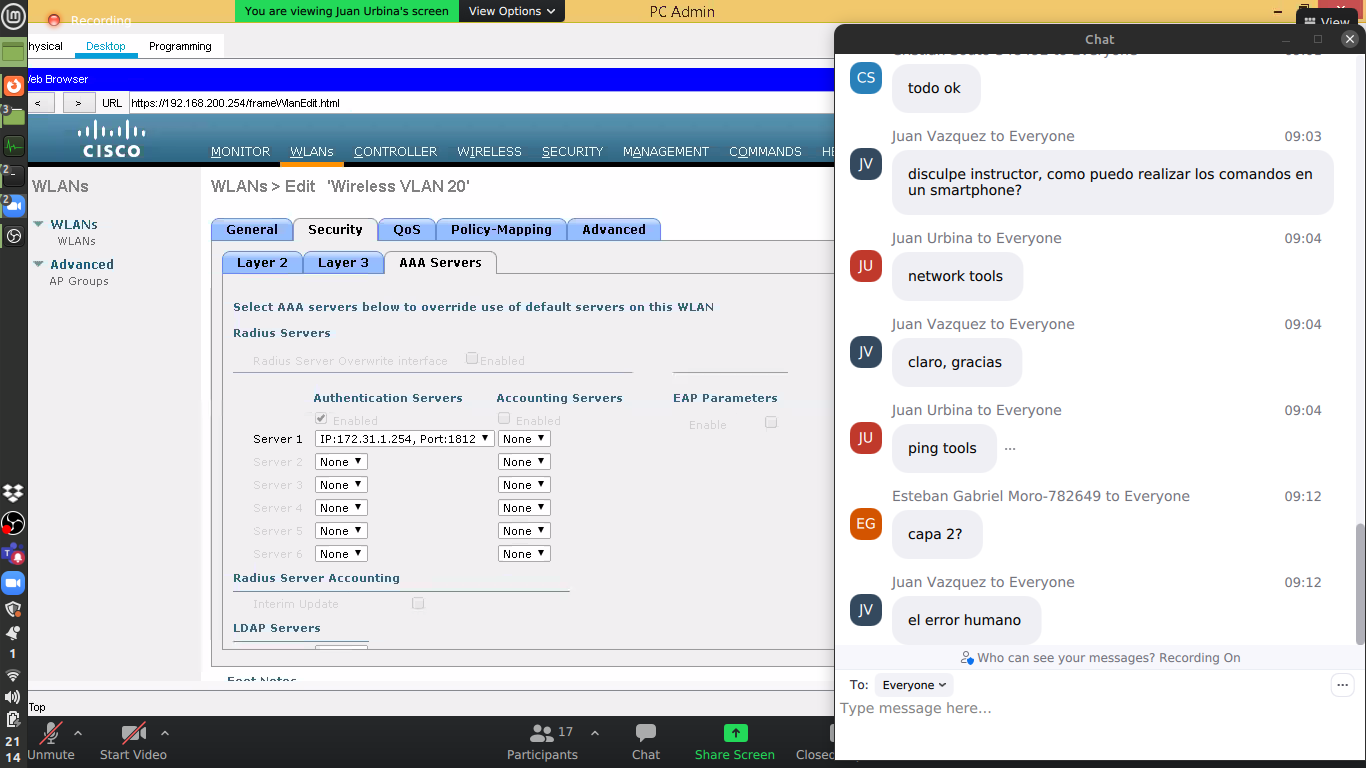 Recording
You are viewing Juan Urbina's screen
View Options
PC Admin
View
hysical
Desktop
Programming
eb Browser
<
>
URL
https://192.168.200.254/frameWlanEdit.html
CISCO
MONITOR
WLANs
CONTROLLER
WIRELESS
SECURITY
MANAGEMENT
COMMANDS
HE
WLANs
WLANs
WLANs
Advanced
AP Groups
WLANs > Edit 'Wireless VLAN 20'
General
Security
QoS
Policy-Mapping
Advanced
Layer 2
Layer 3
AAA Servers
Select AAA servers below to override use of default servers on this WLAN
Radius Servers
Radius Server Overwrite interface
Enabled
Authentication Servers
Accounting Servers
EAP Parameters
Enabled
Enabled
Enable
Server 1
IP:172.31.1.254, Port:1812
None
Server 2
None
None
Server 3
None
None
Server 4
None
None
Server 5
None
None
Server 6
None
None
Radius Server Accounting
Interim Update
LDAP Servers
Foot Notes
Top
3
2
2
1
21
14
Unmute
Start Video
Participants
17
Chat
Share Screen
Closed
Chat
CS
todo ok
Juan Vazquez to Everyone
09:03
JV
disculpe instructor, como puedo realizar los comandos en
un smartphone?
Juan Urbina to Everyone
09:04
JU
network tools
Juan Vazquez to Everyone
09:04
JV
claro, gracias
Juan Urbina to Everyone
09:04
JU
ping tools
...
Esteban Gabriel Moro-782649 to Everyone
09:12
EG
capa 2?
Juan Vazquez to Everyone
09:12
JV
el error humano
Who can see your messages? Recording On
To:
Everyone
...
Type message here...